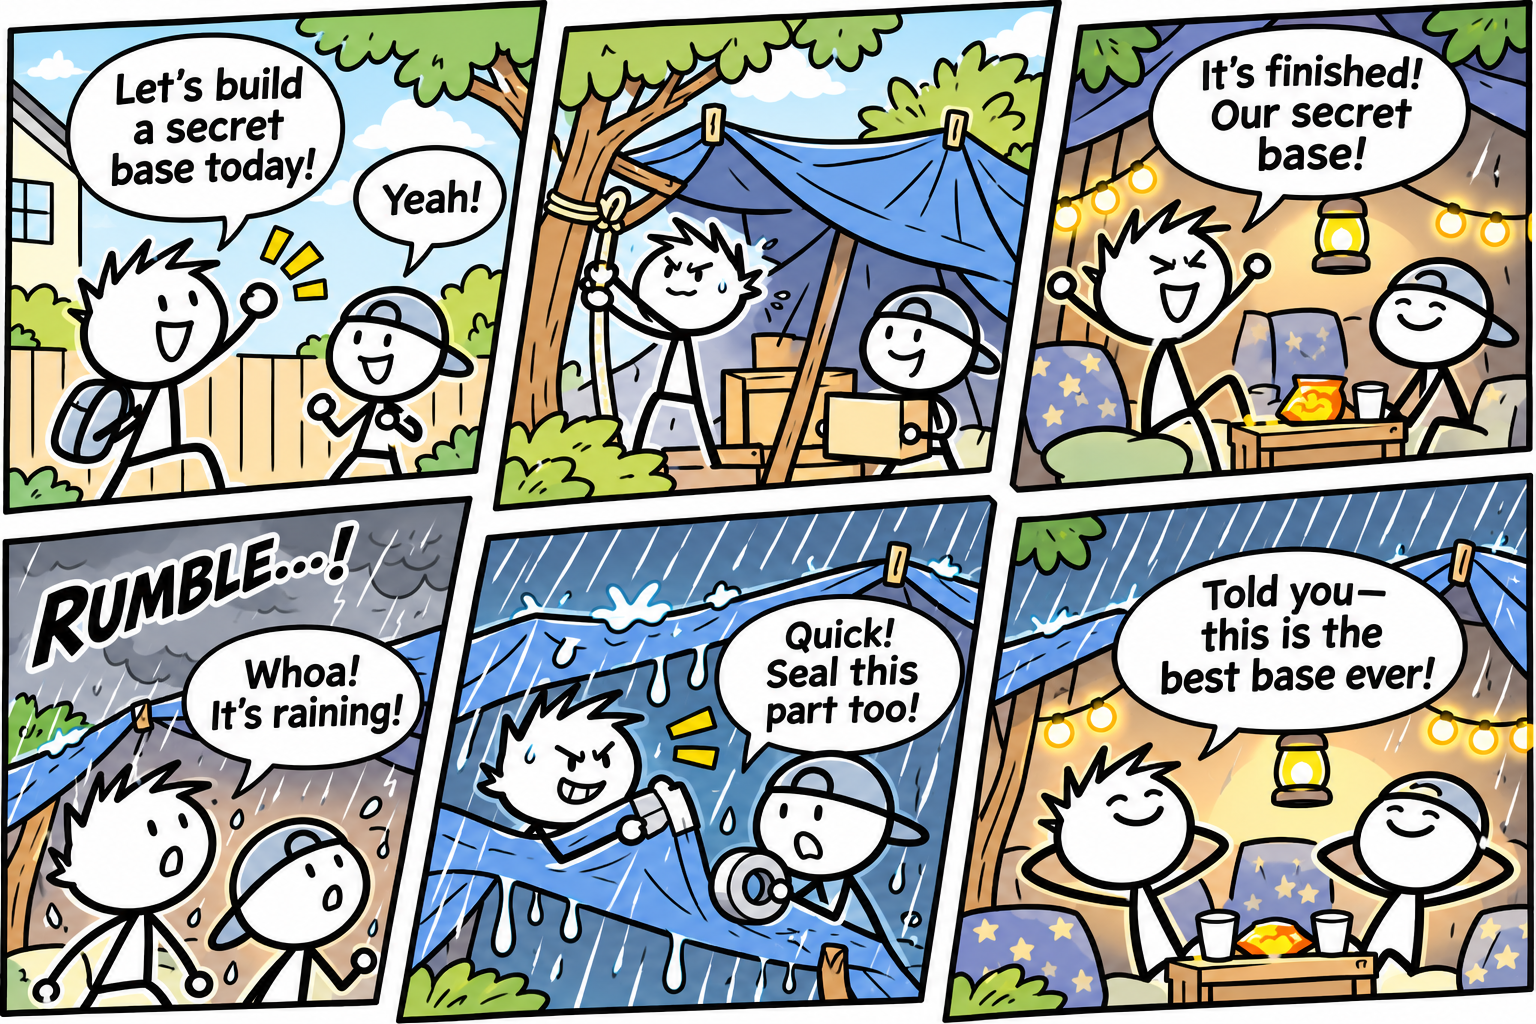 Let's build
a secret
base today!
Yeah!
It's finished!
Our secret
base!
RUMBLE...!
Whoa!
It's raining!
Quick!
Seal this
part too!
Told you—
this is the
best base ever!